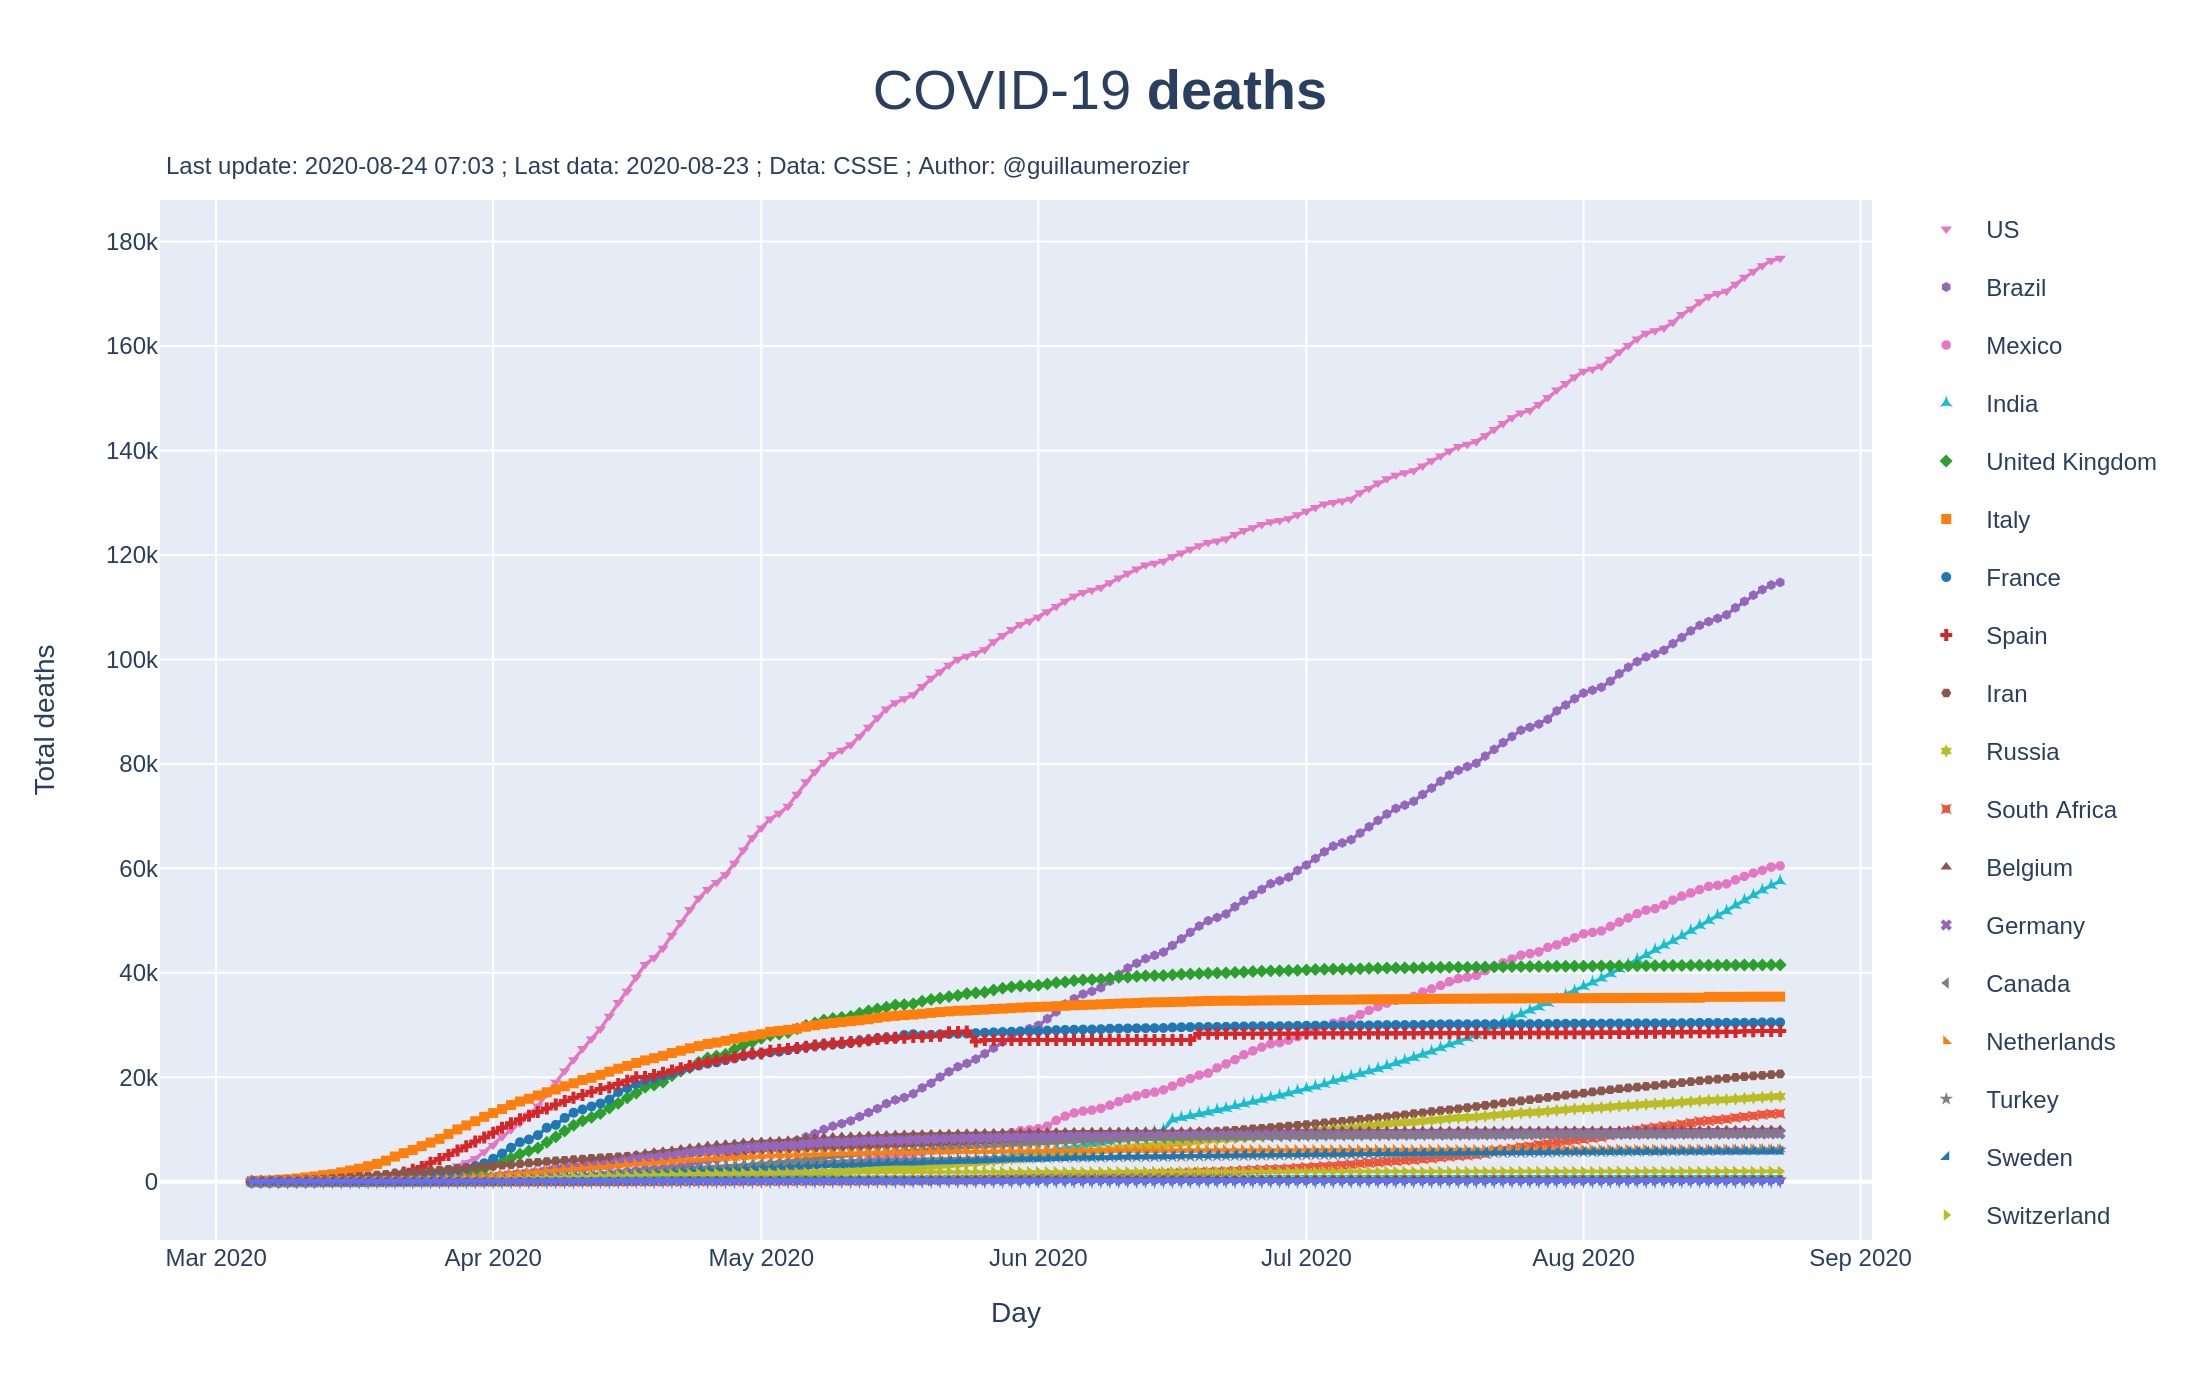 COVID-19 deaths
Last update: 2020-08-24 07:03 ; Last data: 2020-08-23 ; Data: CSSE ; Author: @guillaumerozier
180k
160k
140k
120k
100k
80k
60k
40k
20k
0
Total deaths
Mar 2020 Apr 2020 May 2020 Jun 2020 Jul 2020 Aug 2020 Sep 2020
Day
US
Brazil
Mexico
India
United Kingdom
Italy
France
Spain
Iran
Russia
South Africa
Belgium
Germany
Canada
Netherlands
Turkey
Sweden
Switzerland